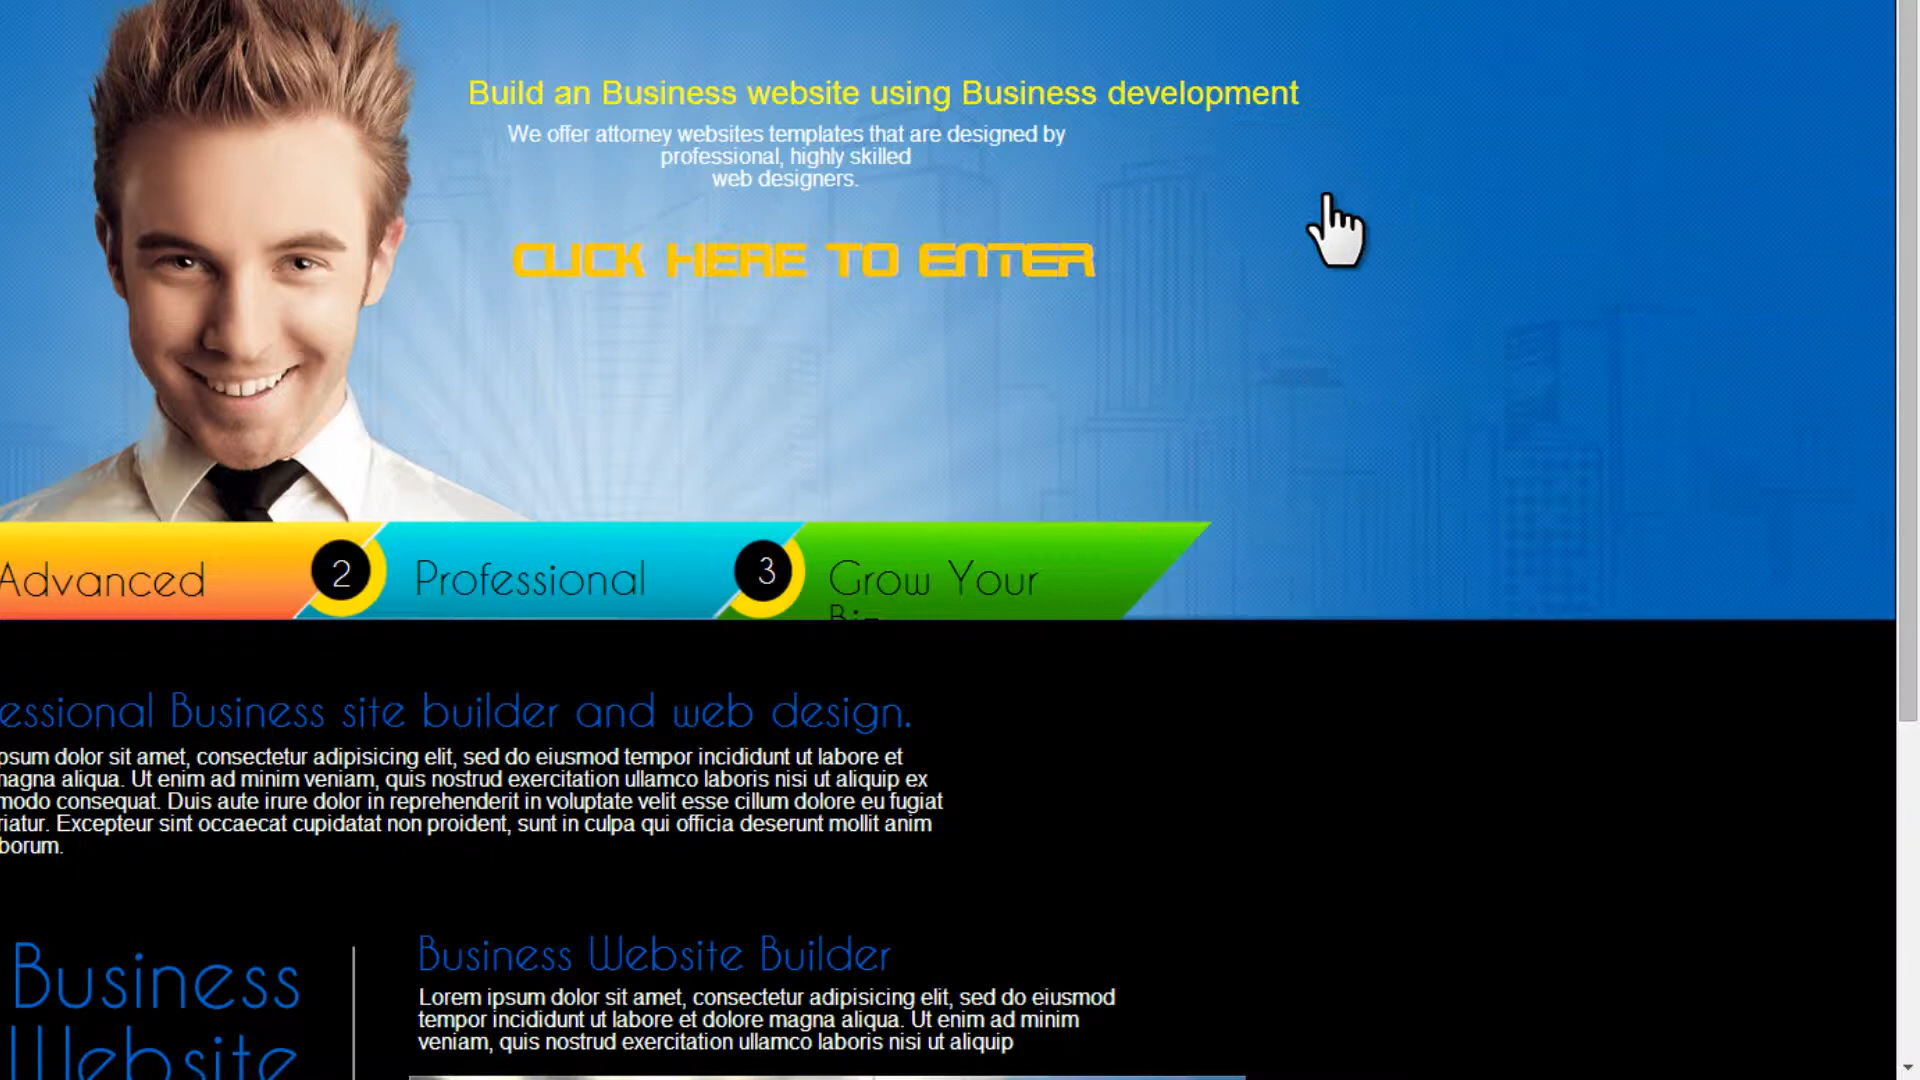 Build an Business website using Business development
We offer attorney websites templates that are designed by
professional, highly skilled
web designers.
CLICK HERE TO ENTER
Advanced
2
Professional
3
Grow Your
essional Business site builder and web design.
psum dolor sit amet, consectetur adipisicing elit, sed do eiusmod tempor incididunt ut labore et
magna aliqua. Ut enim ad minim veniam, quis nostrud exercitation ullamco laboris nisi ut aliquip ex
modo consequat. Duis aute irure dolor in reprehenderit in voluptate velit esse cillum dolore eu fugiat
riatur. Excepteur sint occaecat cupidatat non proident, sunt in culpa qui officia deserunt mollit anim
borum.
Business
Website
Business Website Builder
Lorem ipsum dolor sit amet, consectetur adipisicing elit, sed do eiusmod
tempor incididunt ut labore et dolore magna aliqua. Ut enim ad minim
veniam, quis nostrud exercitation ullamco laboris nisi ut aliquip